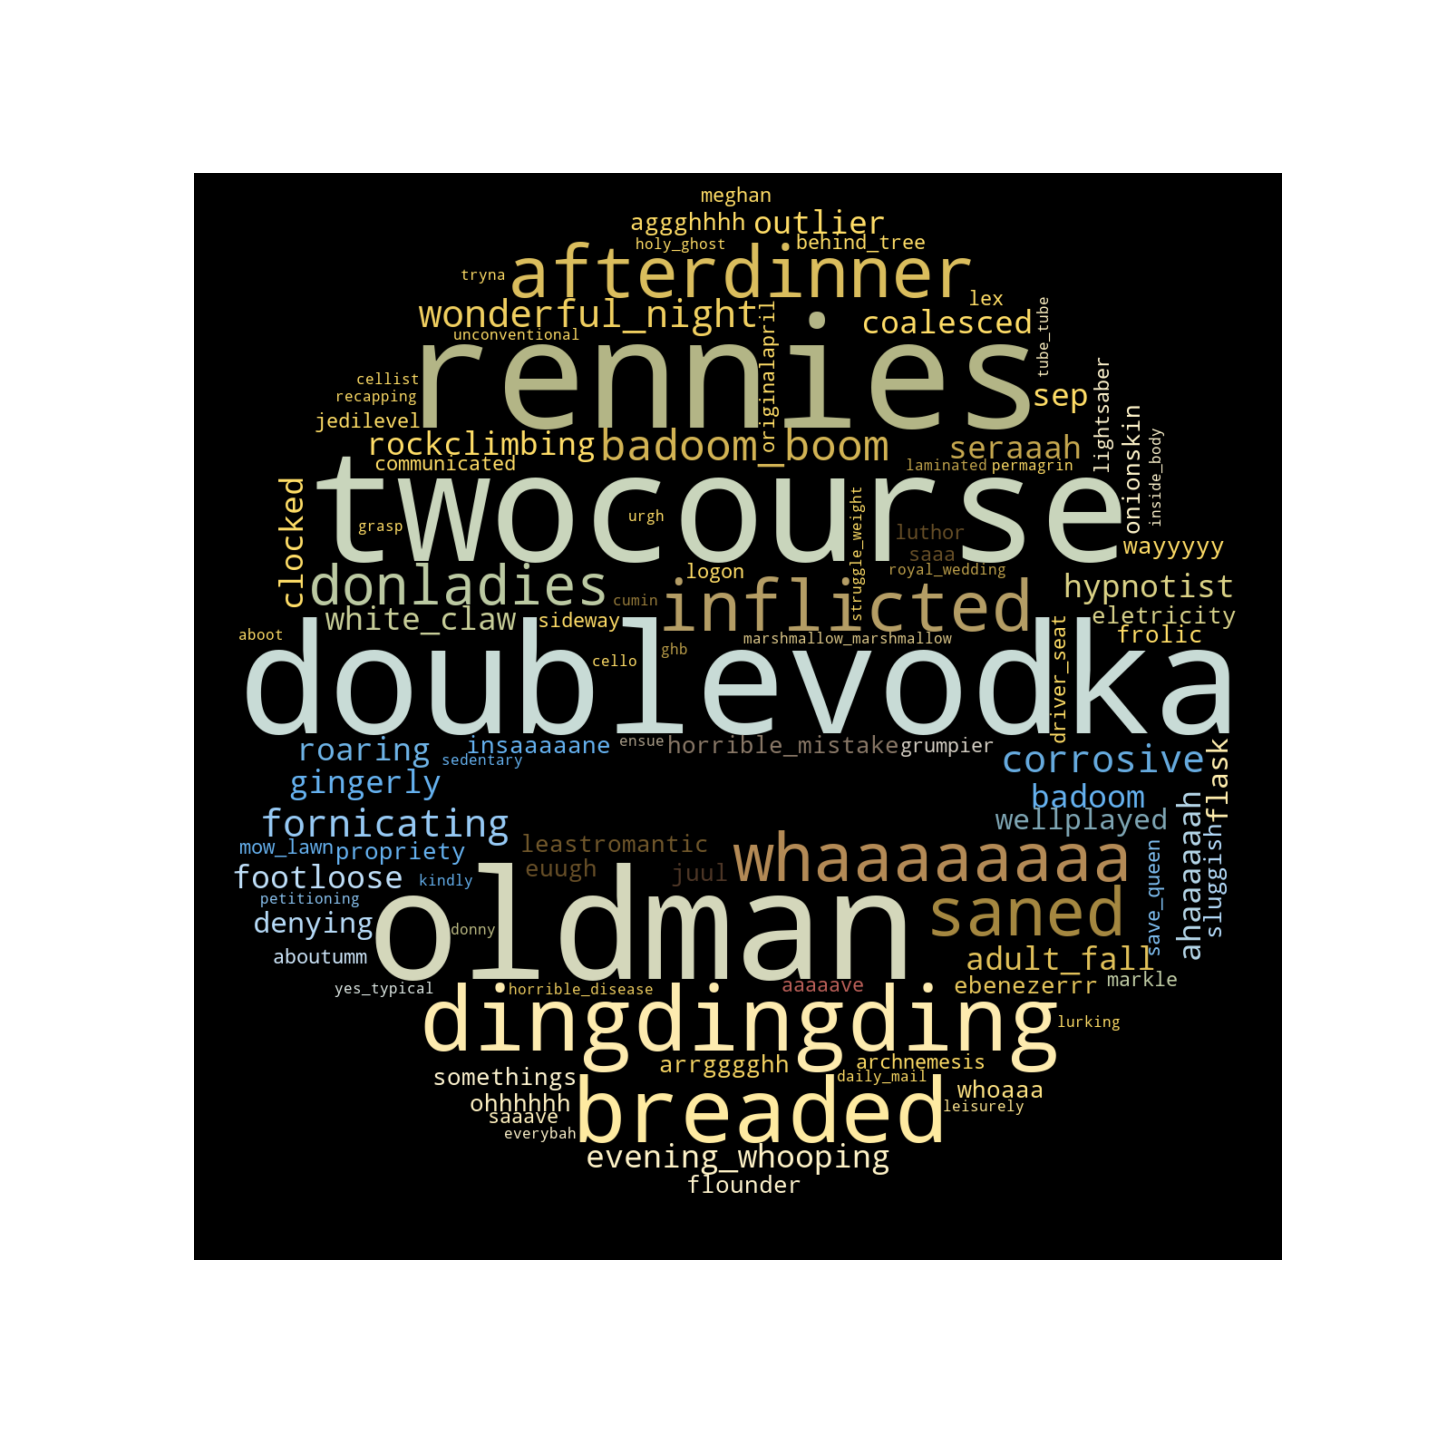 meghan
aggghhhh outlier
holy_ghost behind_tree
tryna afterdinner
lex
wonderful_night coalesced
unconventional
_originalapril
tube_tube
rennies
cellist
recapping
sep
lightsaber
jedilevel
onionskin
rockclimbing badoom_boom seraaah
communicated laminated permagrin
inside_body
clocked
twocourse
struggle_weight
grasp urgh luthor
saaa
wayyyyy
logon royal_wedding
donladies cumin inflicted hypnotist
white_claw sideway eletricity
aboot marshmallow_marshmallow frolic
ghb
cello
driver_seat
doublevodka
roaring insaaaaane ensue horrible_mistake grumpier
sedentary corrosive
flask
gingerly badoom
fornicating wellplayed
ahaaaaaah
sluggish
mow_lawn propriety leastromantic
euugh juul whaaaaaaaaa
save_queen
footloose kindly
petitioning
denying donny oldman saned
aboutumm adult_fall
yes_typical horrible_disease aaaaave ebenezerrr markle
dingdingding lurking
arrgggghh archnemesis
somethings daily_mail whoaaa
ohhhhhh breaded leisurely
saaave
everybah
evening_whooping
flounder